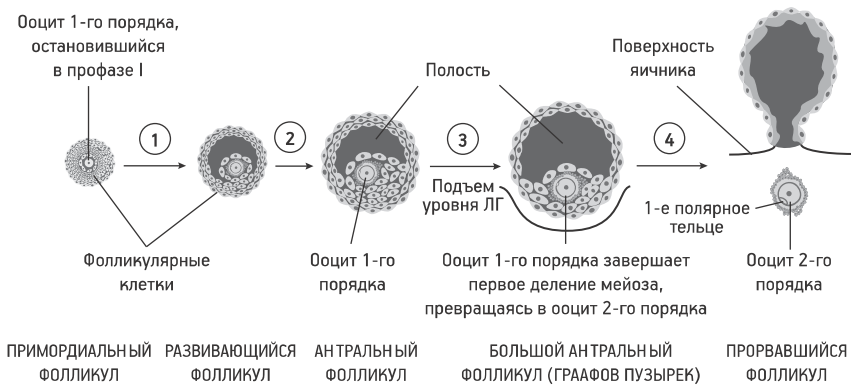 Ооцит 1-го порядка,
остановившийся
в профазе I
Полость
Поверхность
яичника
1
2
3
4
Подъем
уровня ЛГ
1-е полярное
тельце
Фолликулярные
клетки
Ооцит 1-го
порядка
Ооцит 1-го порядка завершает
первое деление мейоза,
превращаясь в ооцит 2-го порядка
Ооцит 2-го
порядка
ПРИМОРДИАЛЬНЫЙ
ФОЛЛИКУЛ
РАЗВИВАЮЩИЙСЯ
ФОЛЛИКУЛ
АНТРАЛЬНЫЙ
ФОЛЛИКУЛ
БОЛЬШОЙ АНТРАЛЬНЫЙ
ФОЛЛИКУЛ (ГРААФОВ ПУЗЫРЕК)
ПРОРВАВШИЙСЯ
ФОЛЛИКУЛ